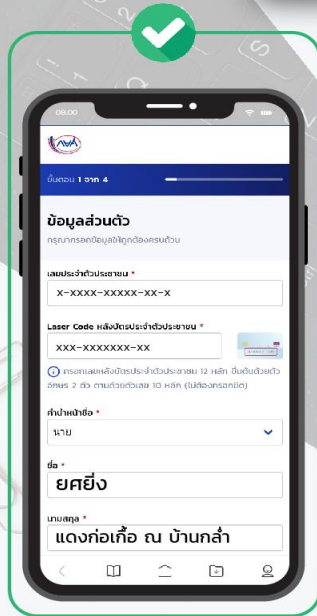 09.00
กยศ
ขั้นตอน 1 จาก 4
ข้อมูลส่วนตัว
กรุณากรอกข้อมูลให้ถูกต้องครบถ้วน
เลขประจำตัวประชาชน *
x-xxxx-xxxxx-xx-x
Laser Code หลังบัตรประจำตัวประชาชน *
xxx-xxxxxxx-xx
กรอกเลขหลังบัตรประจำตัวประชาชน 12 หลัก ขึ้นต้นด้วยตัว
อักษร 2 ตัว ตามด้วยตัวเลข 10 หลัก (ไม่ต้องกรอกขีด)
คำนำหน้าชื่อ *
นาย
ชื่อ *
ยศยิ่ง
นามสกุล *
แดงก่อเกื้อ ณ บ้านกล่ำ